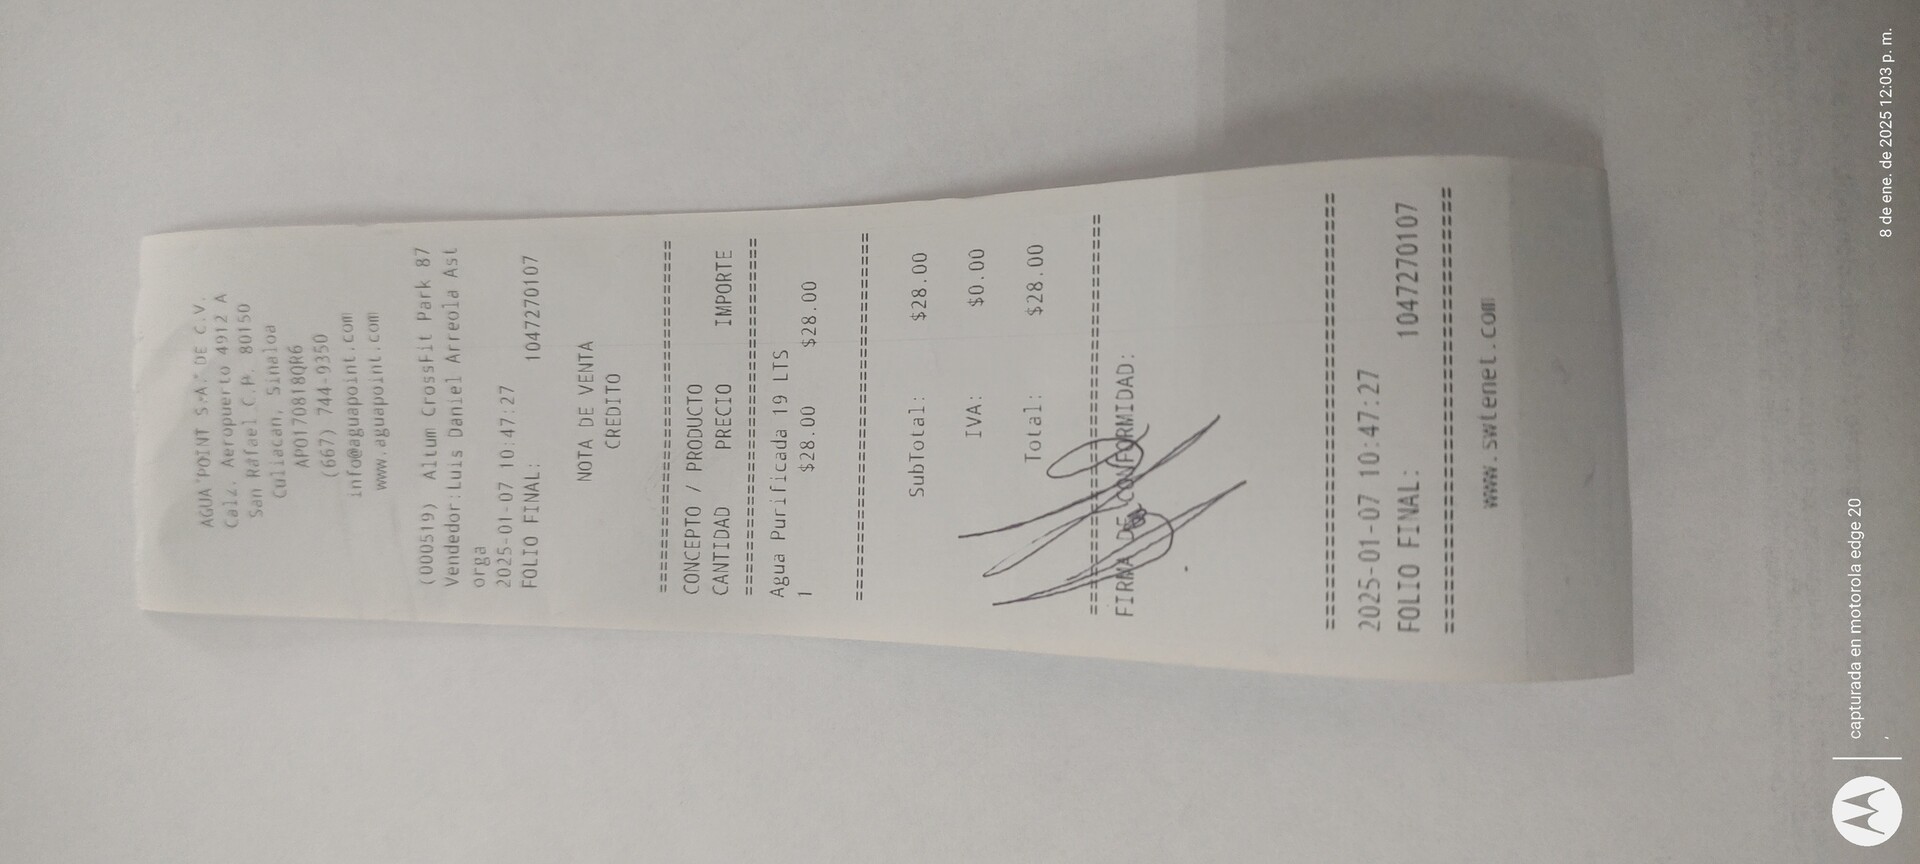 AGUA POINT S.A. DE C.V.
Calz. Aeropuerto 4912 A
San Rafael C.P. 80150
Culiacan, Sinaloa
APO170818QR6
(667) 744-9350
info@aguapoint.com
www.aguapoint.com
(000519) Altum CrossFit Park 87
Vendedor:Luis Daniel Arreola Ast
orga
2025-01-07 10:47:27
FOLIO FINAL: 1047270107
NOTA DE VENTA
CREDITO
================================
CONCEPTO / PRODUCTO
CANTIDAD PRECIO IMPORTE
================================
Agua Purificada 19 LTS
1 $28.00 $28.00
================================
SubTotal: $28.00
IVA: $0.00
Total: $28.00
================================
FIRMA DE CONFORMIDAD:
================================
2025-01-07 10:47:27
FOLIO FINAL: 1047270107
================================
www.swtenet.com
capturada en motorola edge 20
8 de ene. de 2025 12:03 p. m.